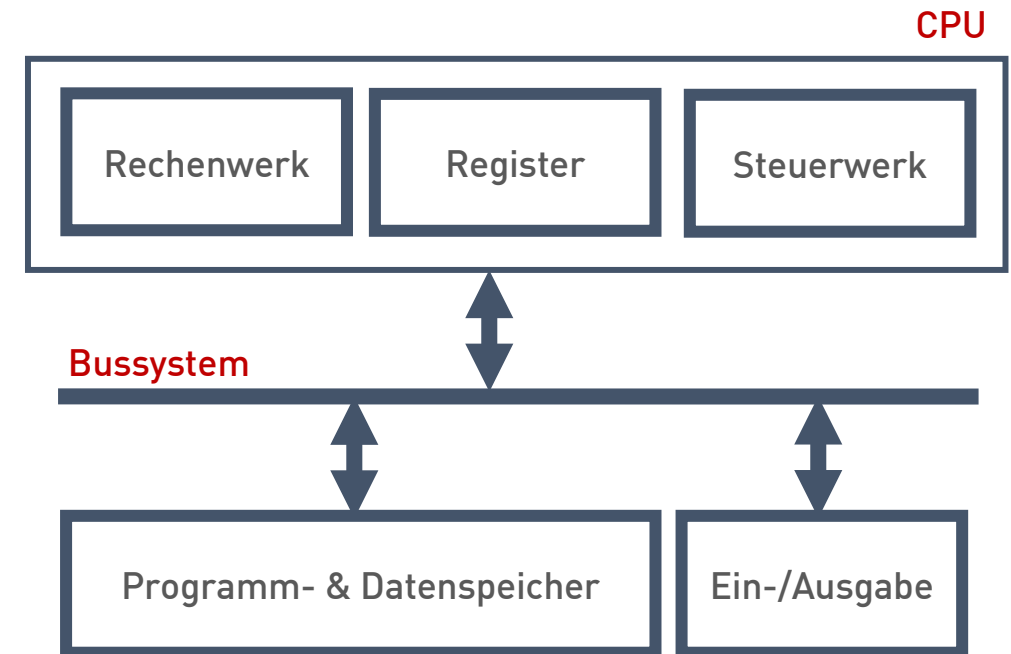 CPU
Rechenwerk
Register
Steuerwerk
Bussystem
Programm- & Datenspeicher
Ein-/Ausgabe